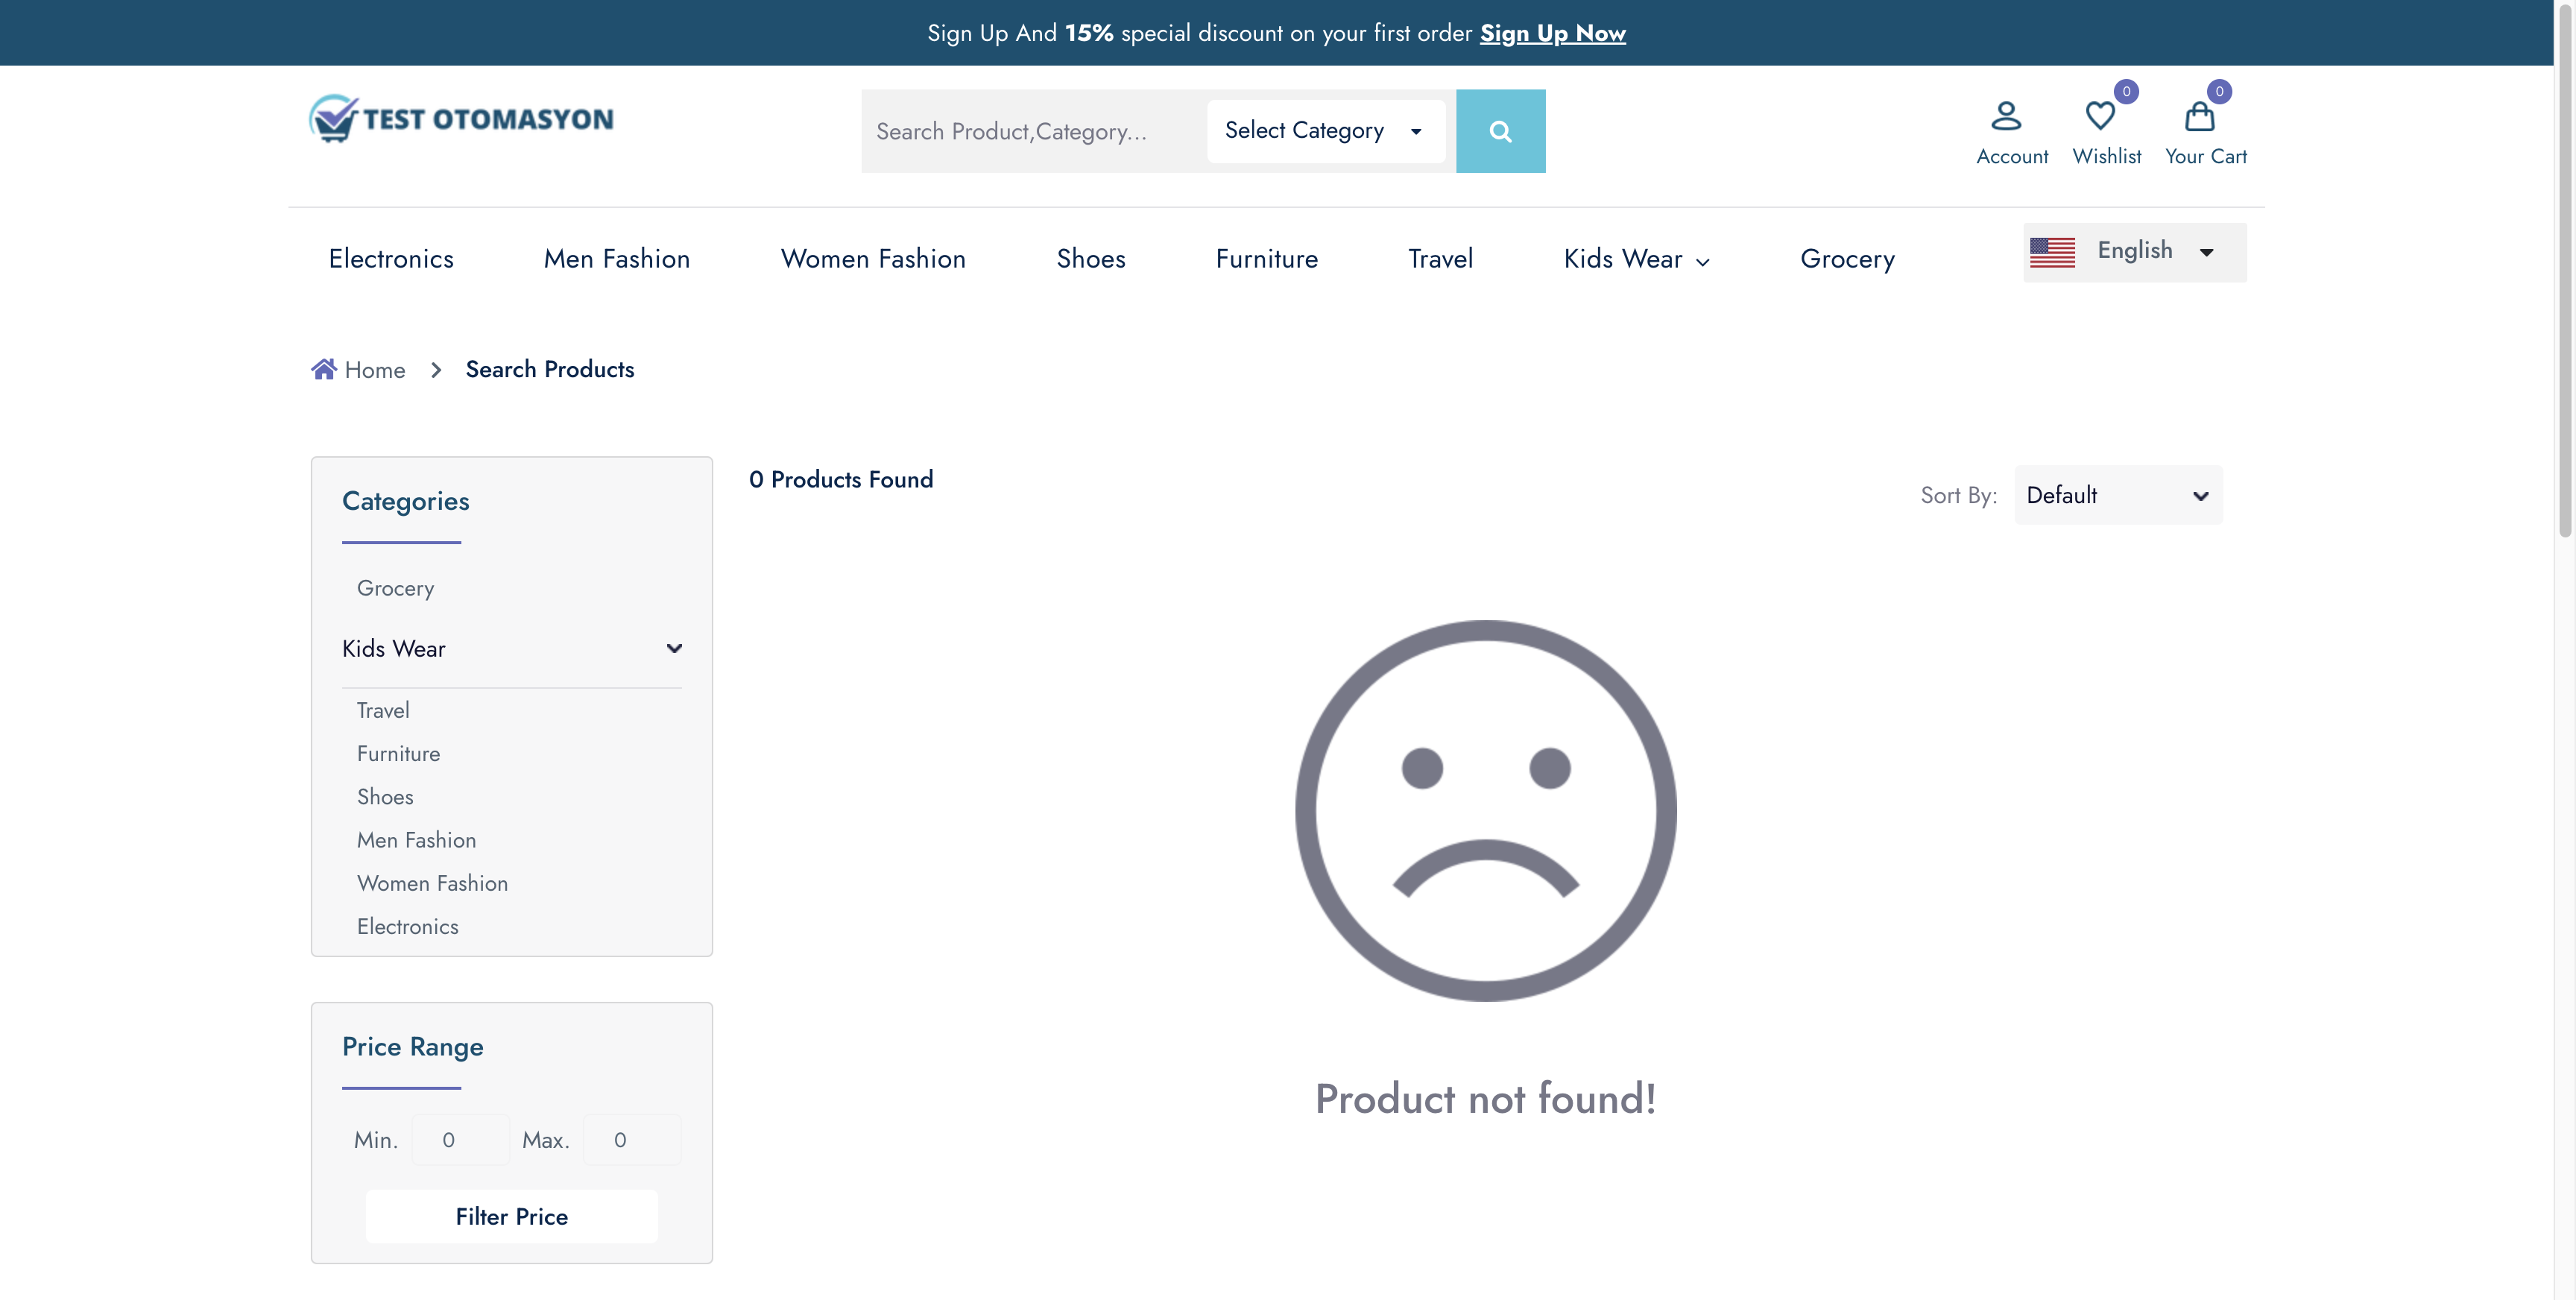 Sign Up And 15% special discount on your first order Sign Up Now
TEST OTOMASYON
Search Product,Category...
Select Category
0
0
Account
Wishlist
Your Cart
Electronics
Men Fashion
Women Fashion
Shoes
Furniture
Travel
Kids Wear
Grocery
English
Home
Search Products
Categories
Grocery
Kids Wear
Travel
Furniture
Shoes
Men Fashion
Women Fashion
Electronics
Price Range
Min. 0 Max. 0
Filter Price
0 Products Found
Sort By: Default
Product not found!